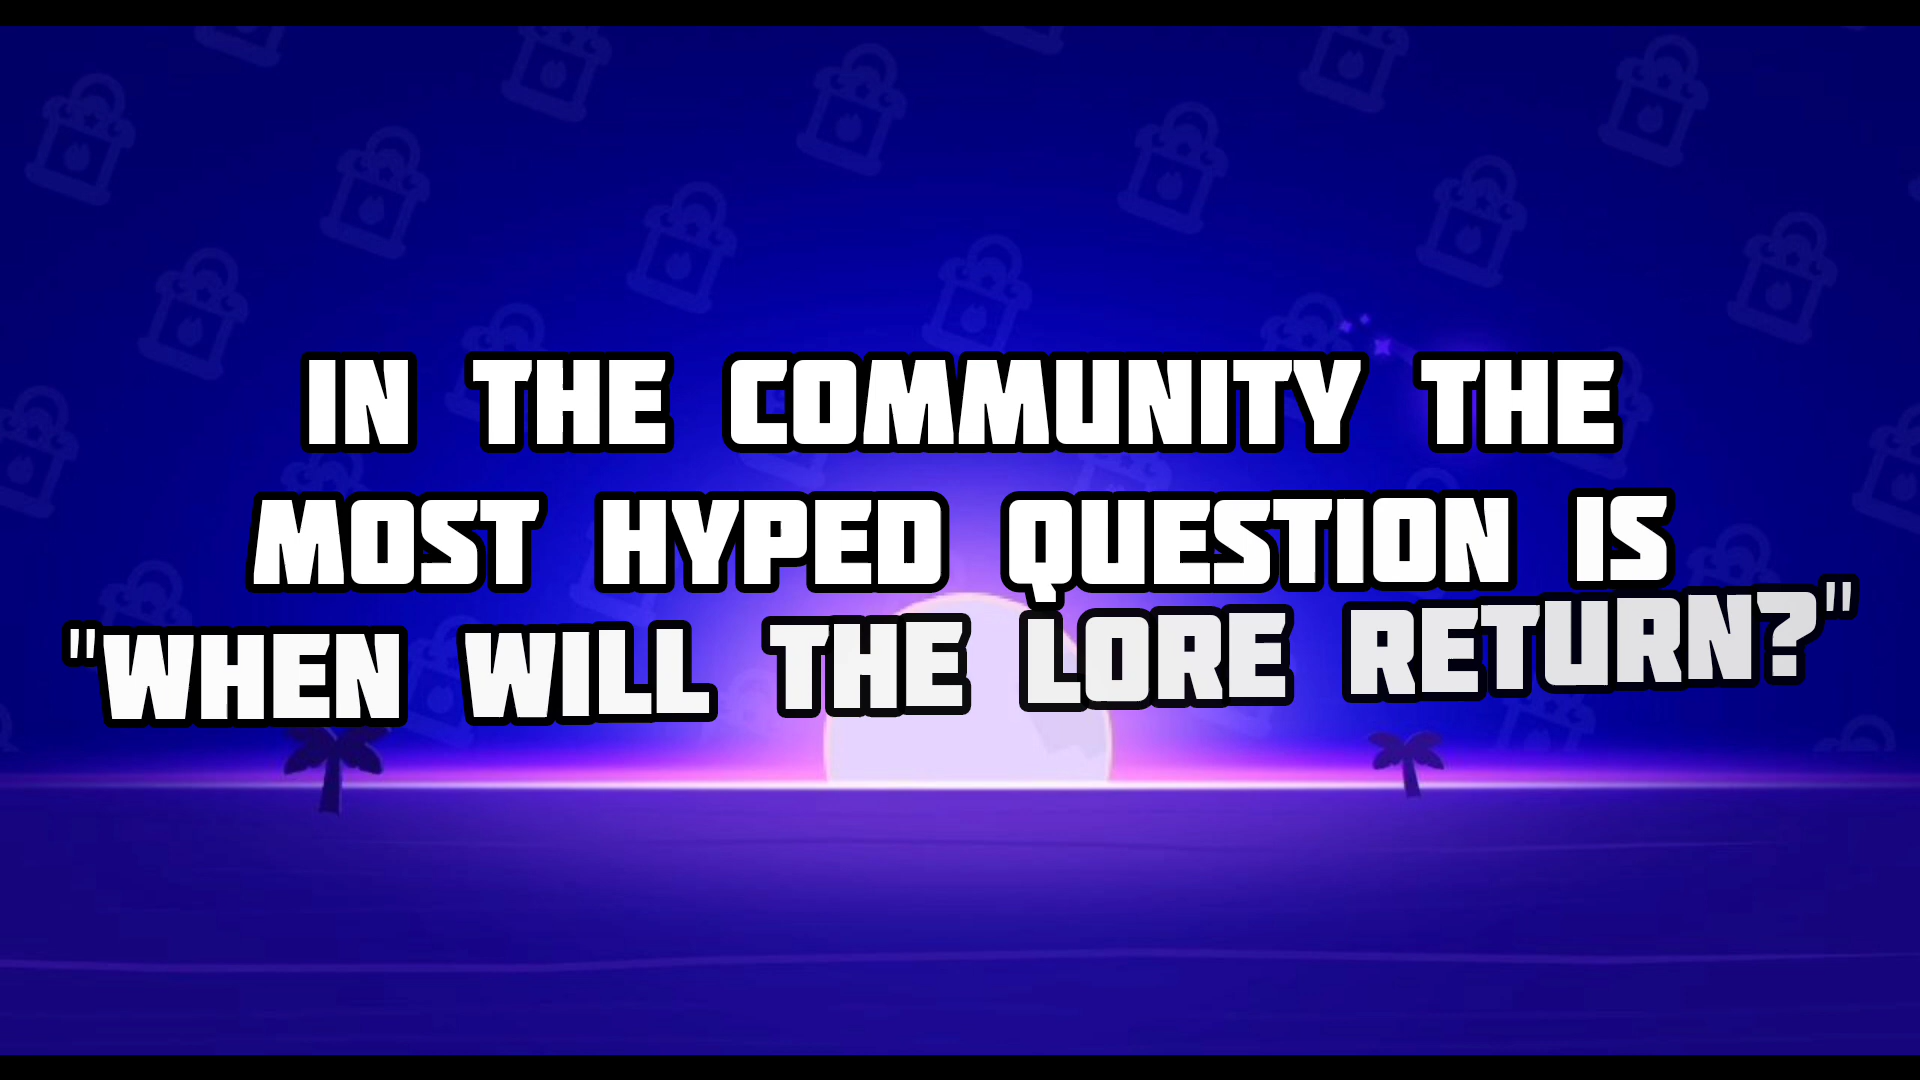 IN THE COMMUNITY THE
MOST HYPED QUESTION IS
"WHEN WILL THE LORE RETURN?"